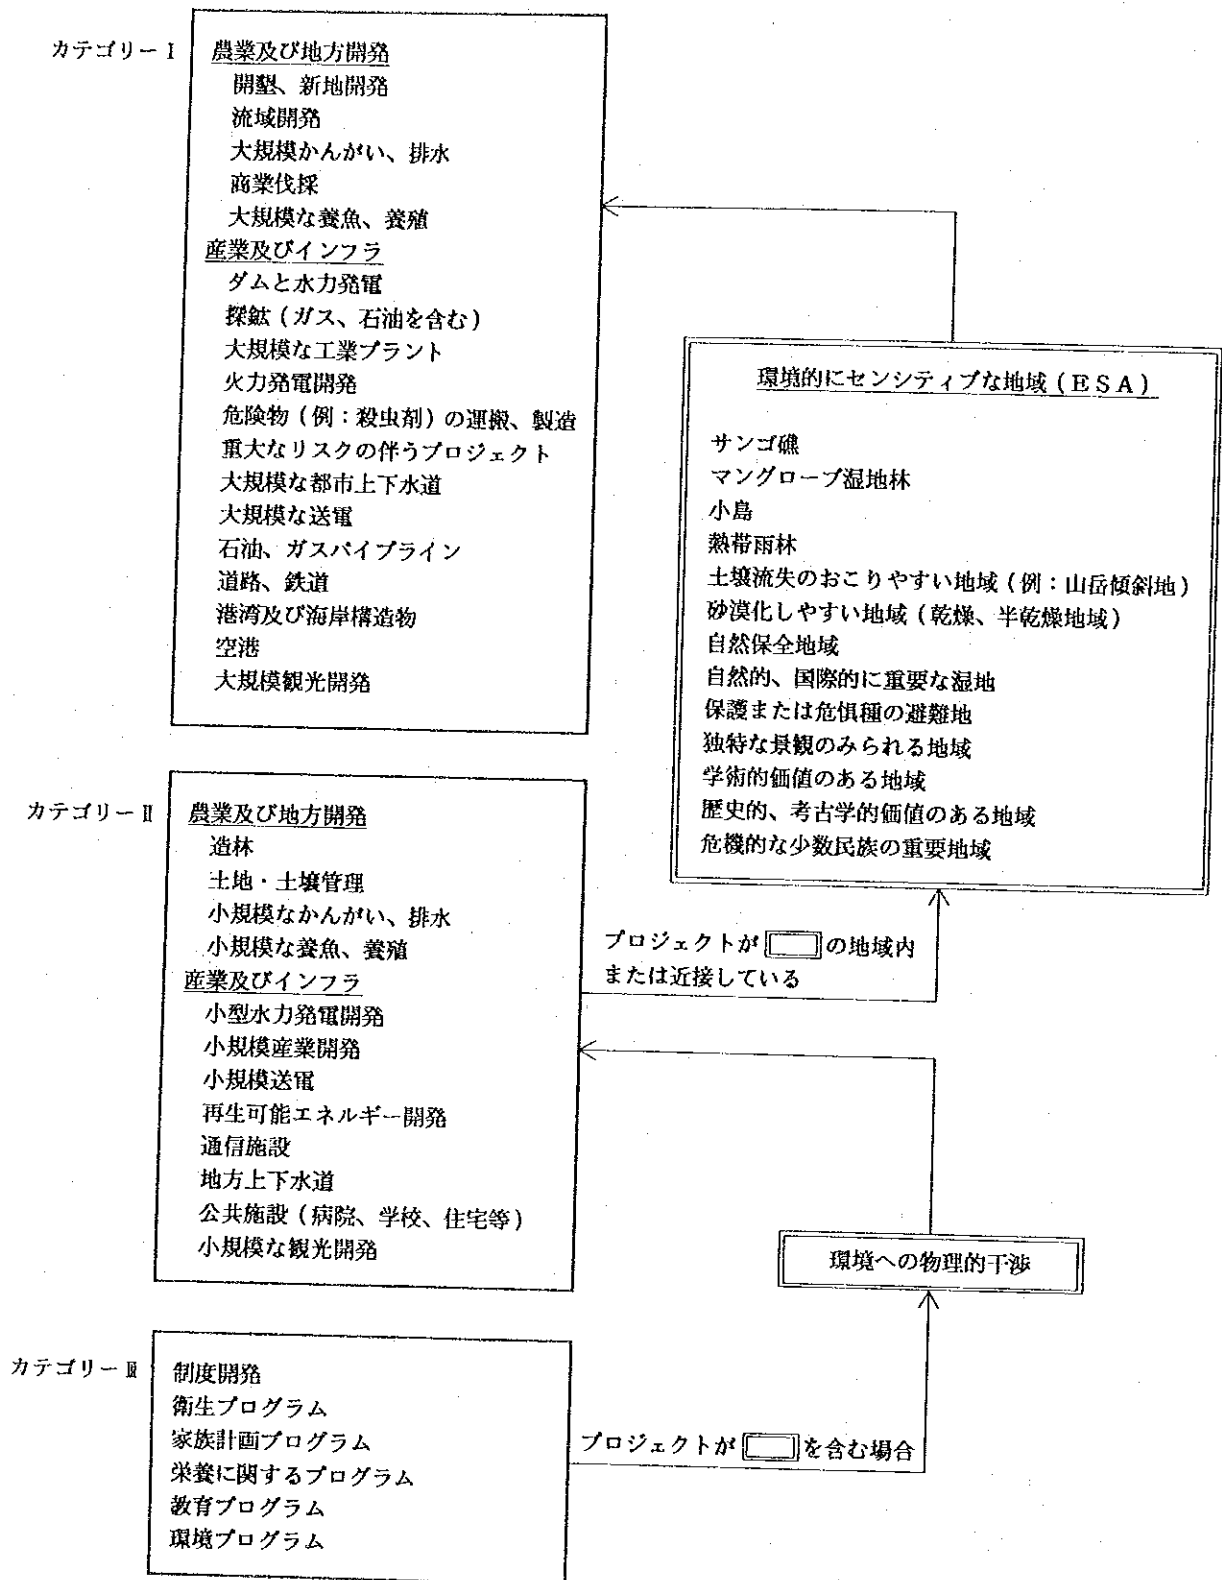 カテゴリーⅠ
農業及び地方開発
開墾、新地開発
流域開発
大規模かんがい、排水
商業伐採
大規模な養魚、養殖
産業及びインフラ
ダムと水力発電
探鉱(ガス、石油を含む)
大規模な工業プラント
火力発電開発
危険物(例:殺虫剤)の運搬、製造
重大なリスクの伴うプロジェクト
大規模な都市上下水道
大規模な送電
石油、ガスパイプライン
道路、鉄道
港湾及び海岸構造物
空港
大規模観光開発
環境的にセンシティブな地域(ESA)
サンゴ礁
マングローブ湿地林
小島
熱帯雨林
土壌流失のおこりやすい地域(例:山岳傾斜地)
砂漠化しやすい地域(乾燥、半乾燥地域)
自然保全地域
自然的、国際的に重要な湿地
保護または危惧種の避難地
独特な景観のみられる地域
学術的価値のある地域
歴史的、考古学的価値のある地域
危機的な少数民族の重要地域
カテゴリーⅡ
農業及び地方開発
造林
土地・土壌管理
小規模なかんがい、排水
小規模な養魚、養殖
産業及びインフラ
小型水力発電開発
小規模産業開発
小規模送電
再生可能エネルギー開発
通信施設
地方上下水道
公共施設(病院、学校、住宅等)
小規模な観光開発
プロジェクトが の地域内
または近接している
環境への物理的干渉
カテゴリーⅢ
制度開発
衛生プログラム
家族計画プログラム
栄養に関するプログラム
教育プログラム
環境プログラム
プロジェクトが を含む場合